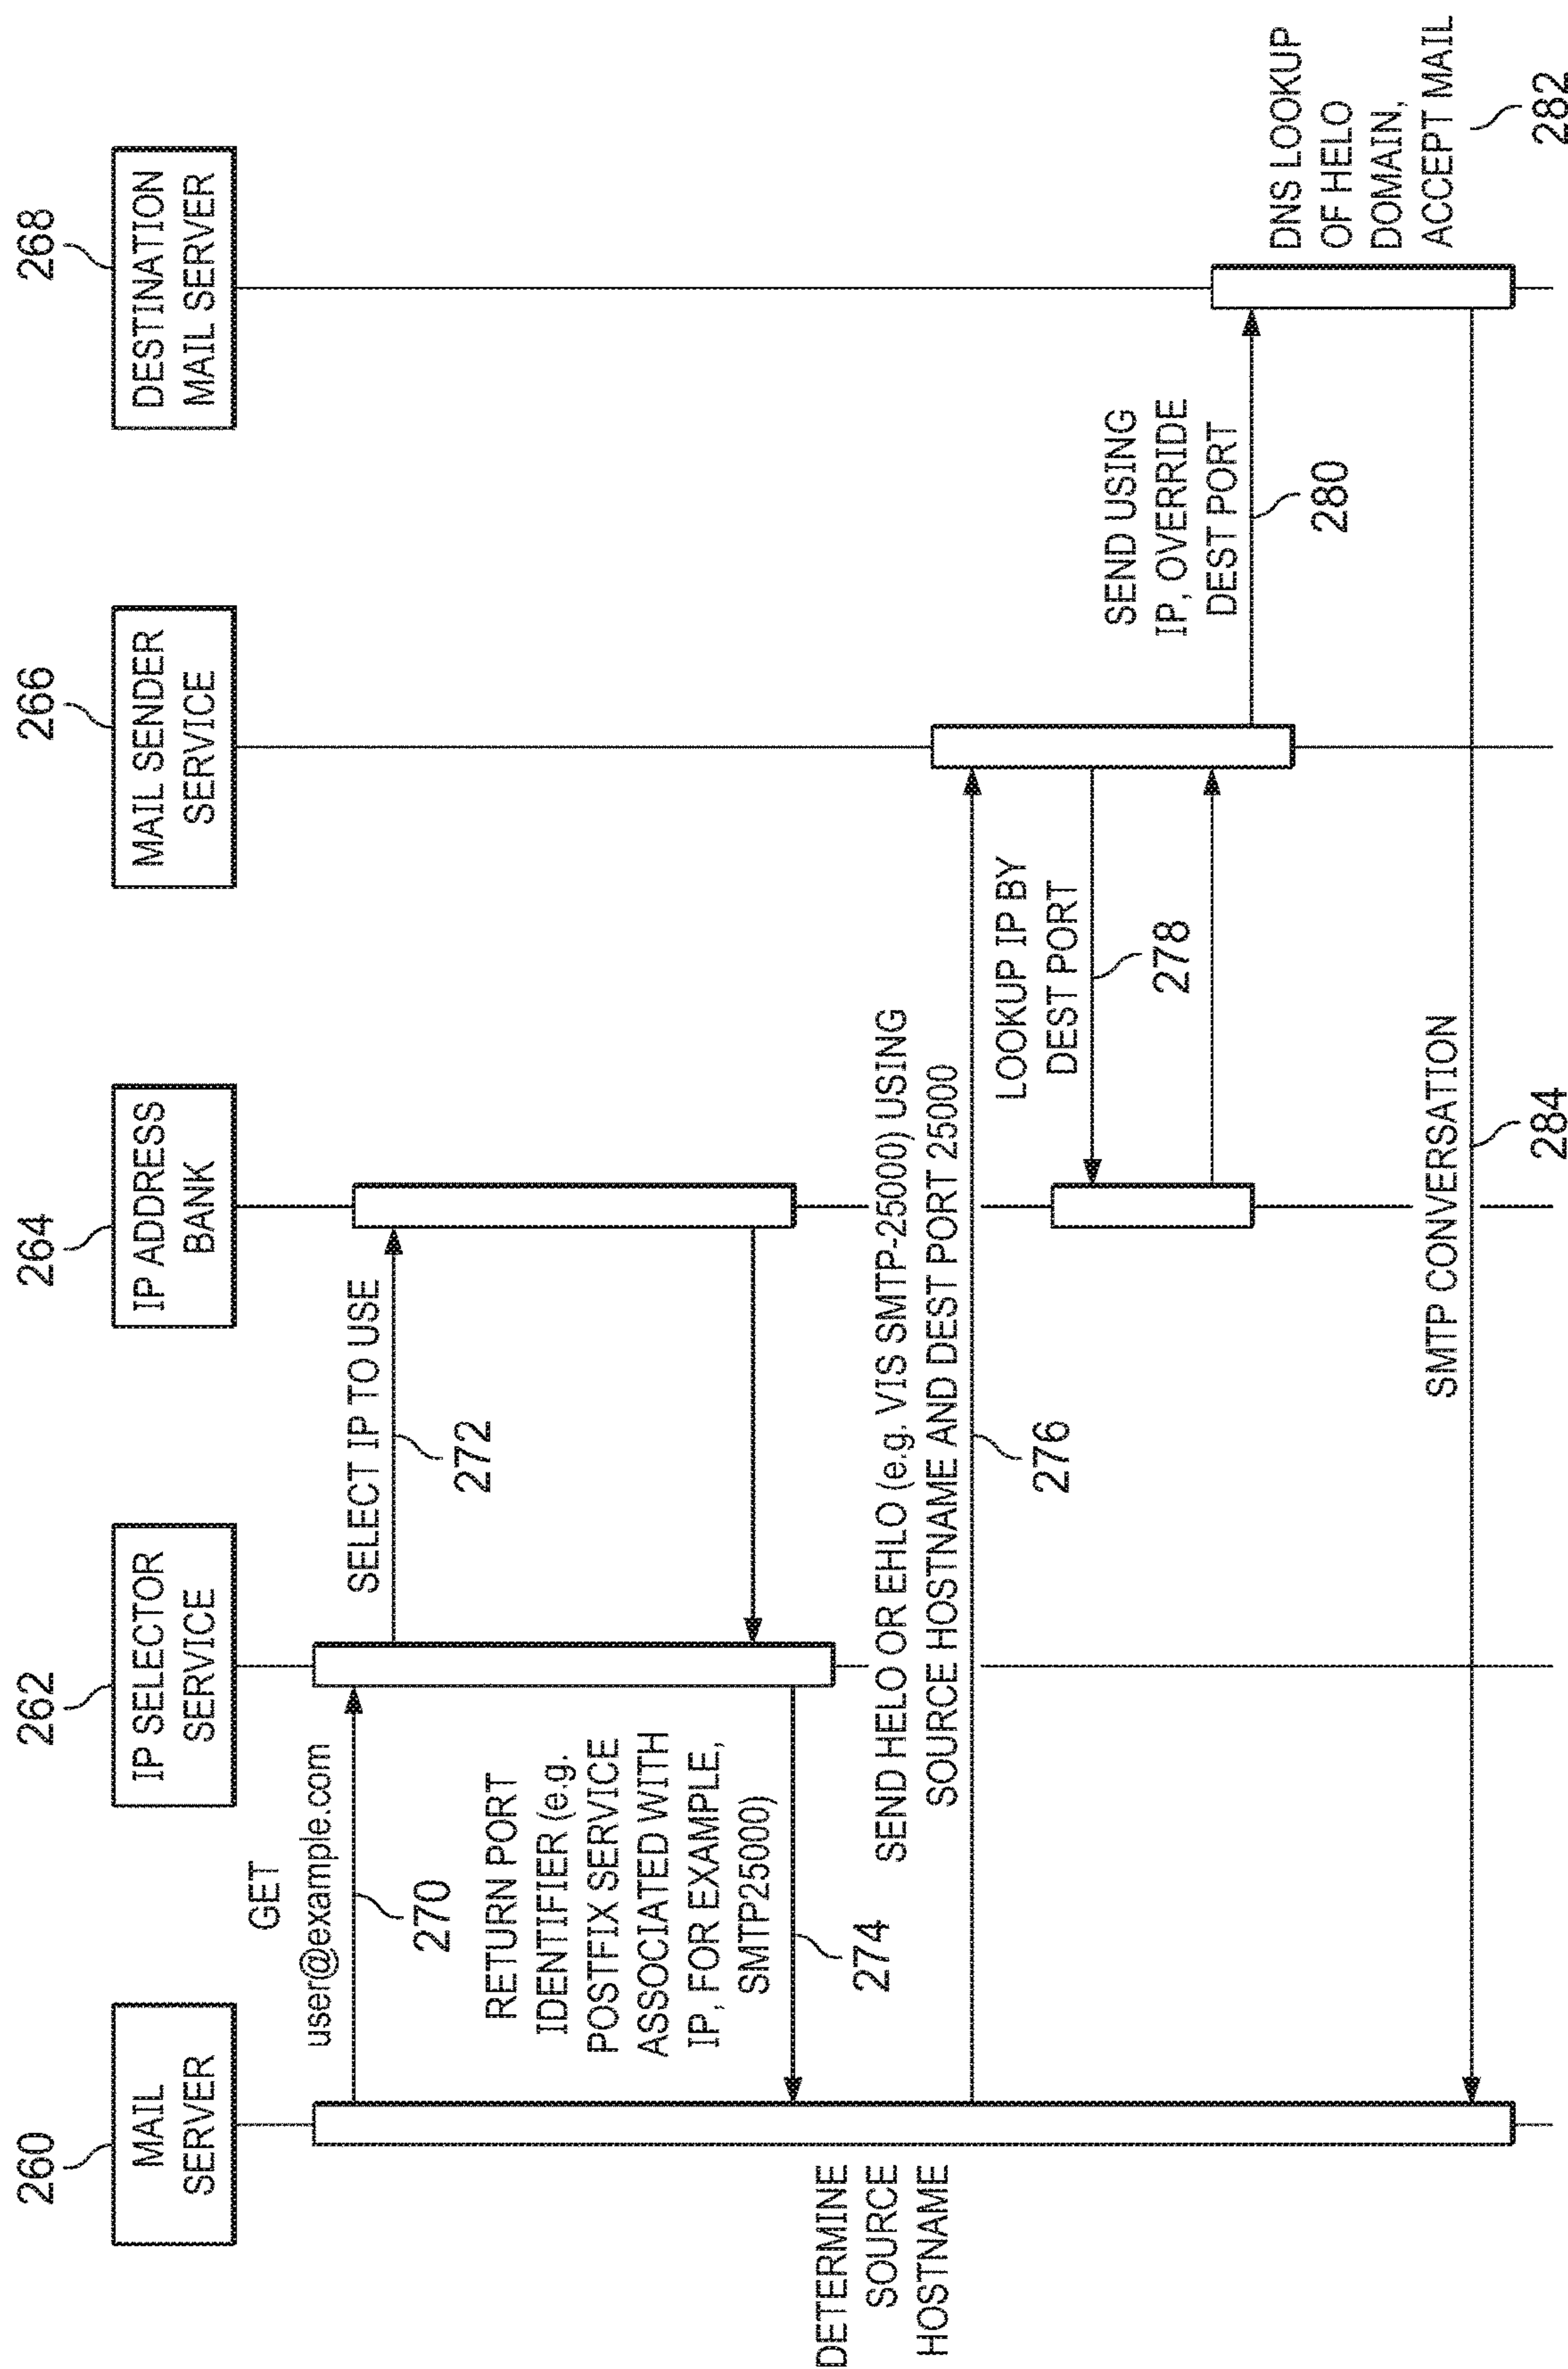 260
MAIL
SERVER
262
IP SELECTOR
SERVICE
264
IP ADDRESS
BANK
266
MAIL SENDER
SERVICE
268
DESTINATION
MAIL SERVER
GET
user@example.com
270
SELECT IP TO USE
272
RETURN PORT
IDENTIFIER (e.g.
POSTFIX SERVICE
ASSOCIATED WITH
IP, FOR EXAMPLE,
SMTP25000)
274
DETERMINE
SOURCE
HOSTNAME
SEND HELO OR EHLO (e.g. VIS SMTP-25000) USING
SOURCE HOSTNAME AND DEST PORT 25000
276
LOOKUP IP BY
DEST PORT
278
SEND USING
IP, OVERRIDE
DEST PORT
280
DNS LOOKUP
OF HELO
DOMAIN,
ACCEPT MAIL
282
SMTP CONVERSATION
284